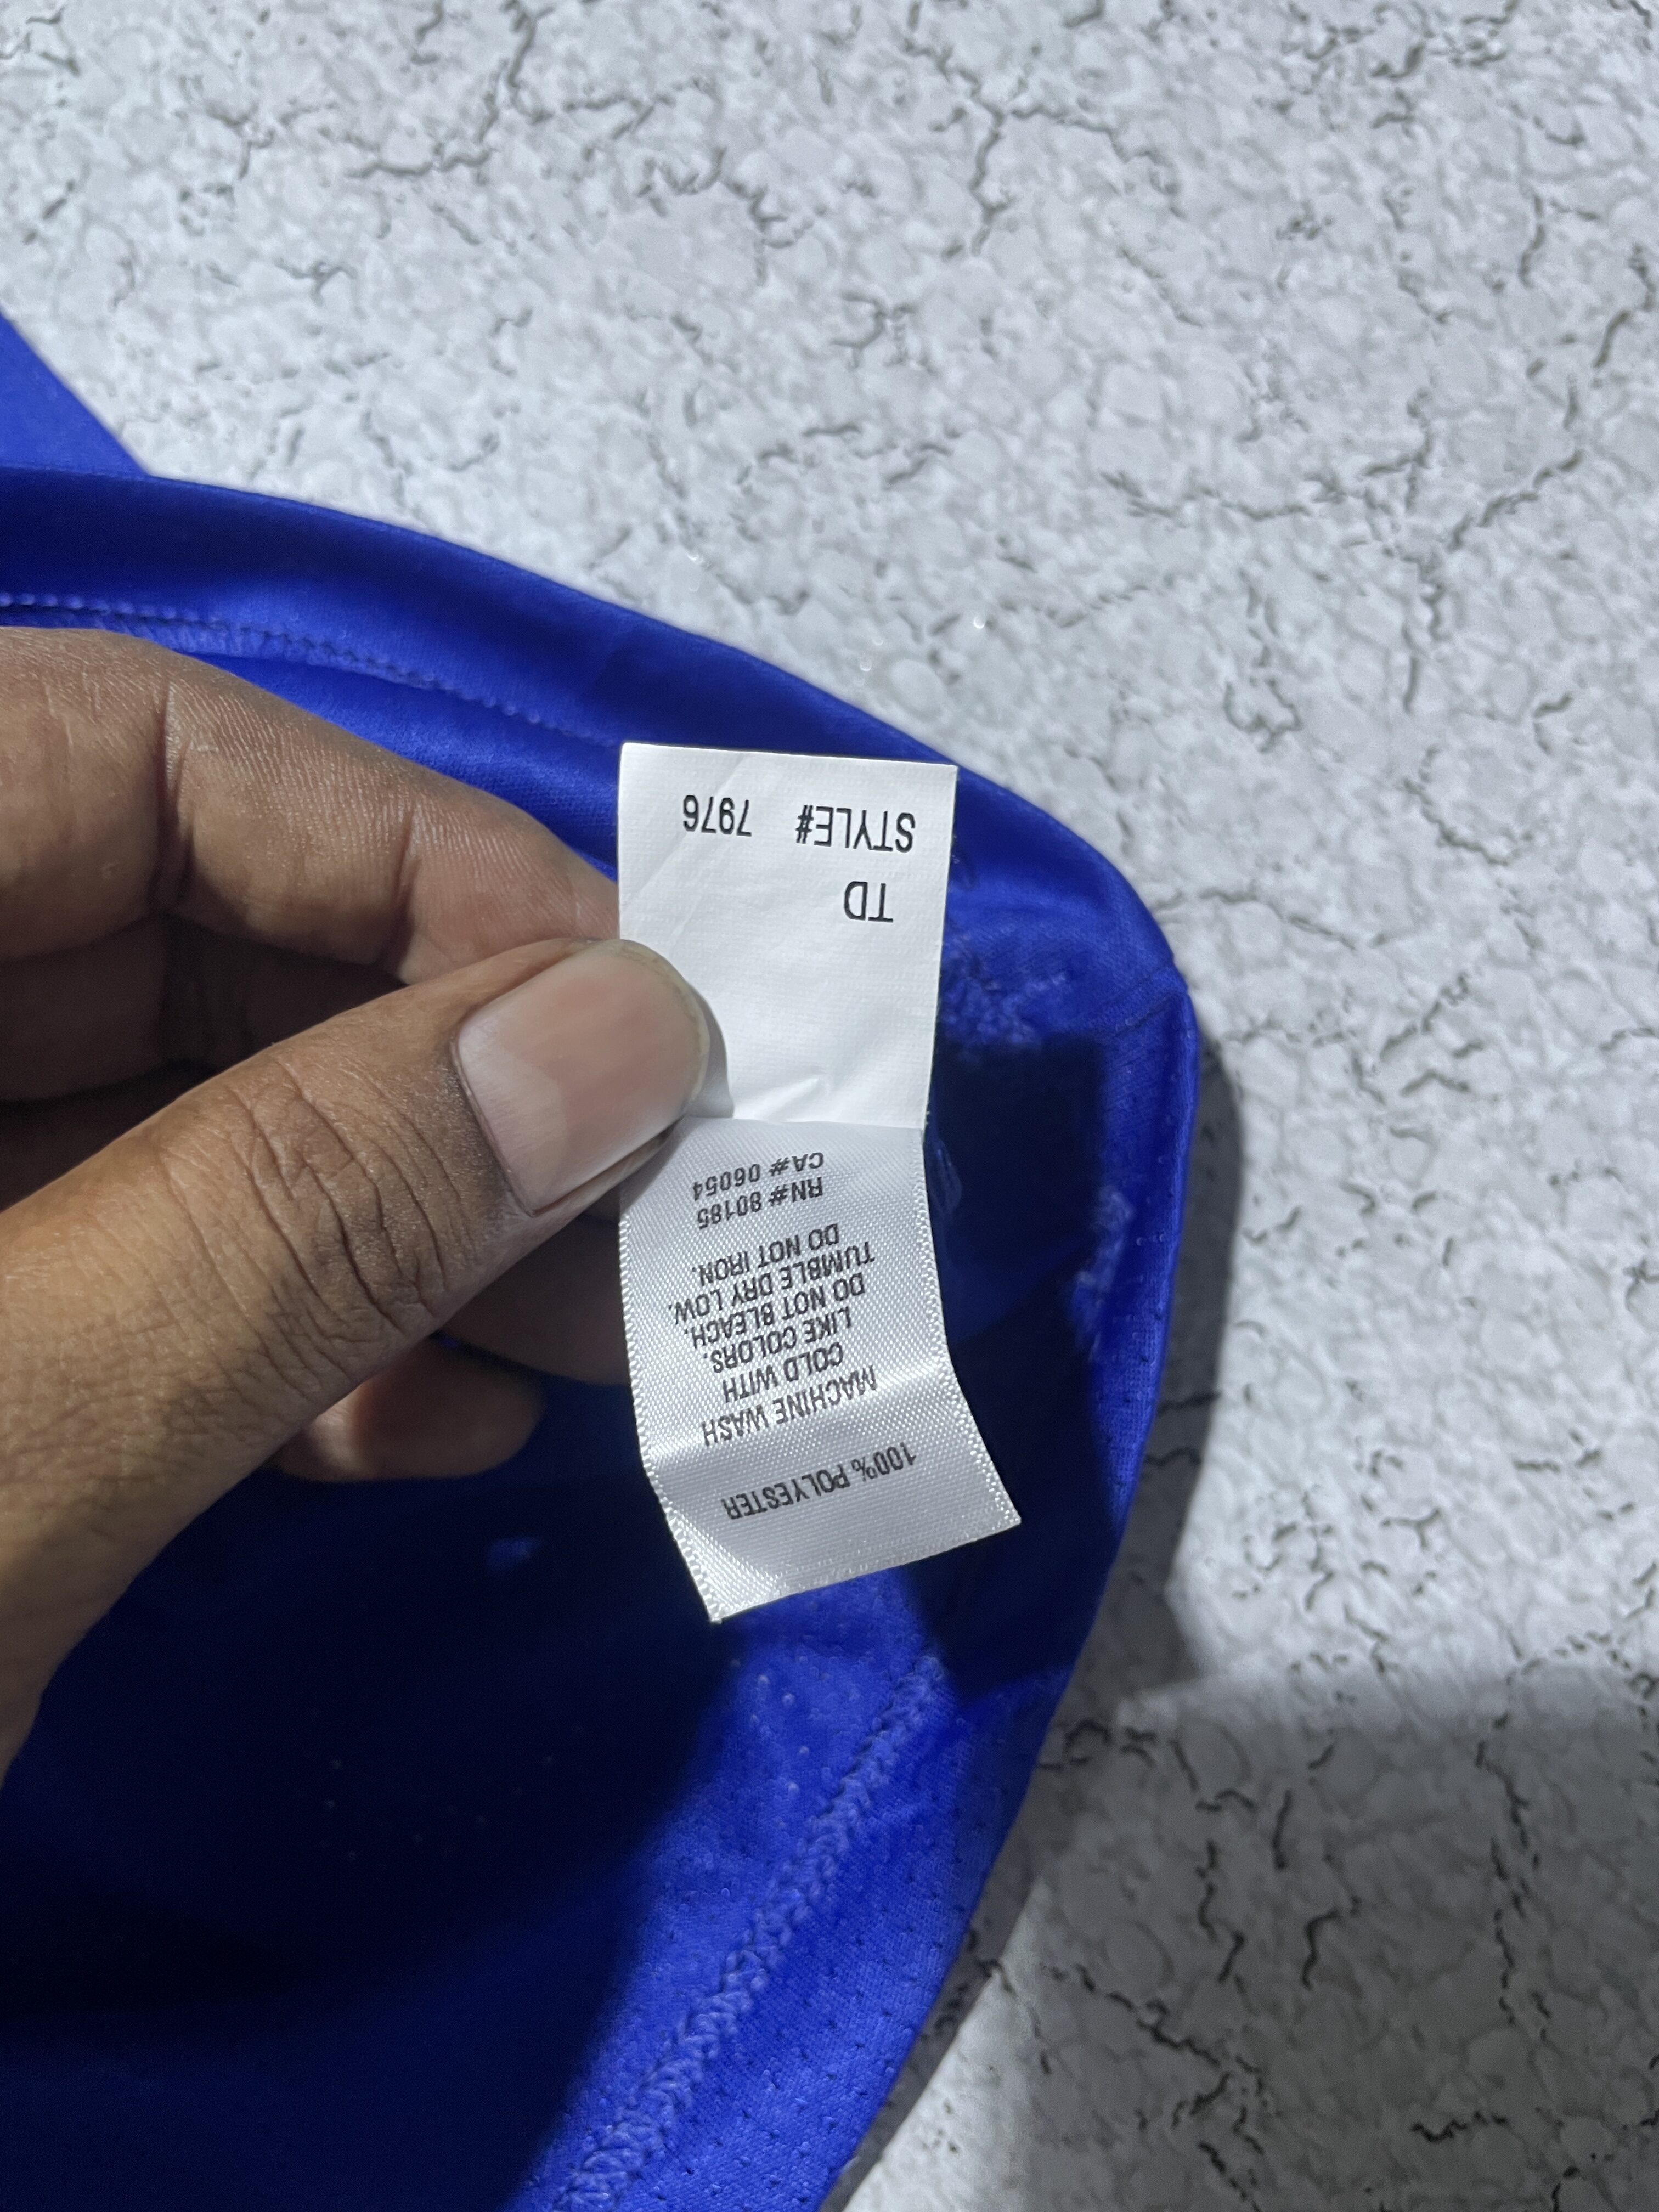 100% POLYESTER
MACHINE WASH
COLD WITH
LIKE COLORS.
DO NOT BLEACH.
TUMBLE DRY LOW.
DO NOT IRON.
RN# 90185
CA# 06054
TD
STYLE# 7976